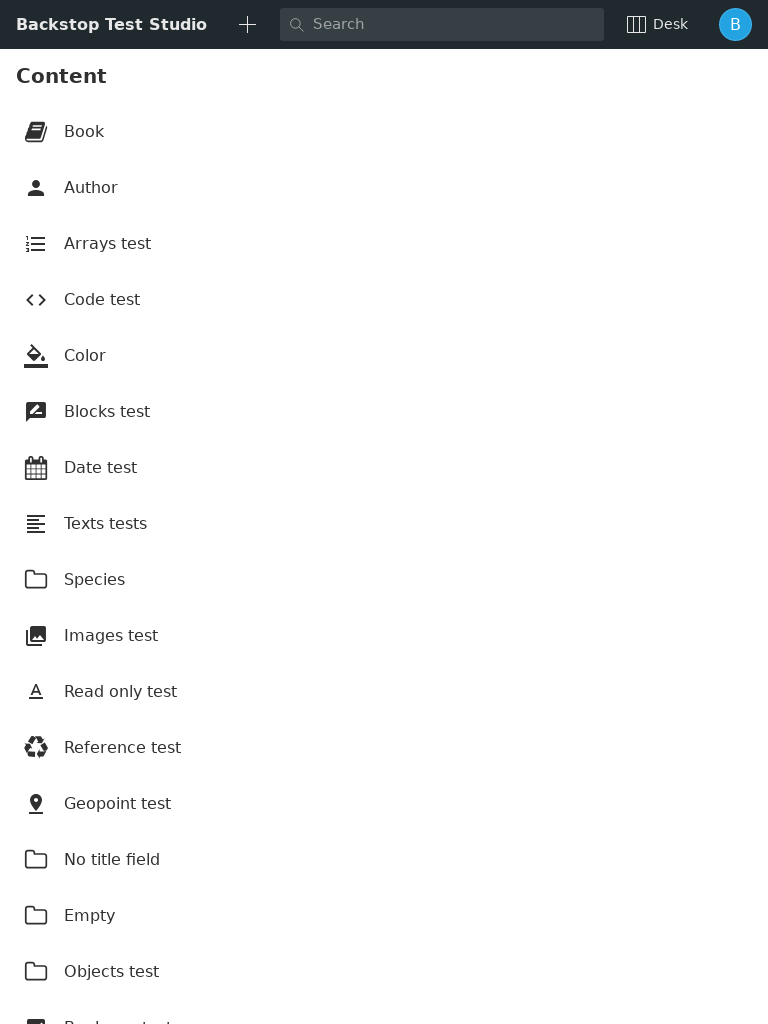 Backstop Test Studio
Search
Desk
B
Content
Book
Author
Arrays test
Code test
Color
Blocks test
Date test
Texts tests
Species
Images test
Read only test
Reference test
Geopoint test
No title field
Empty
Objects test